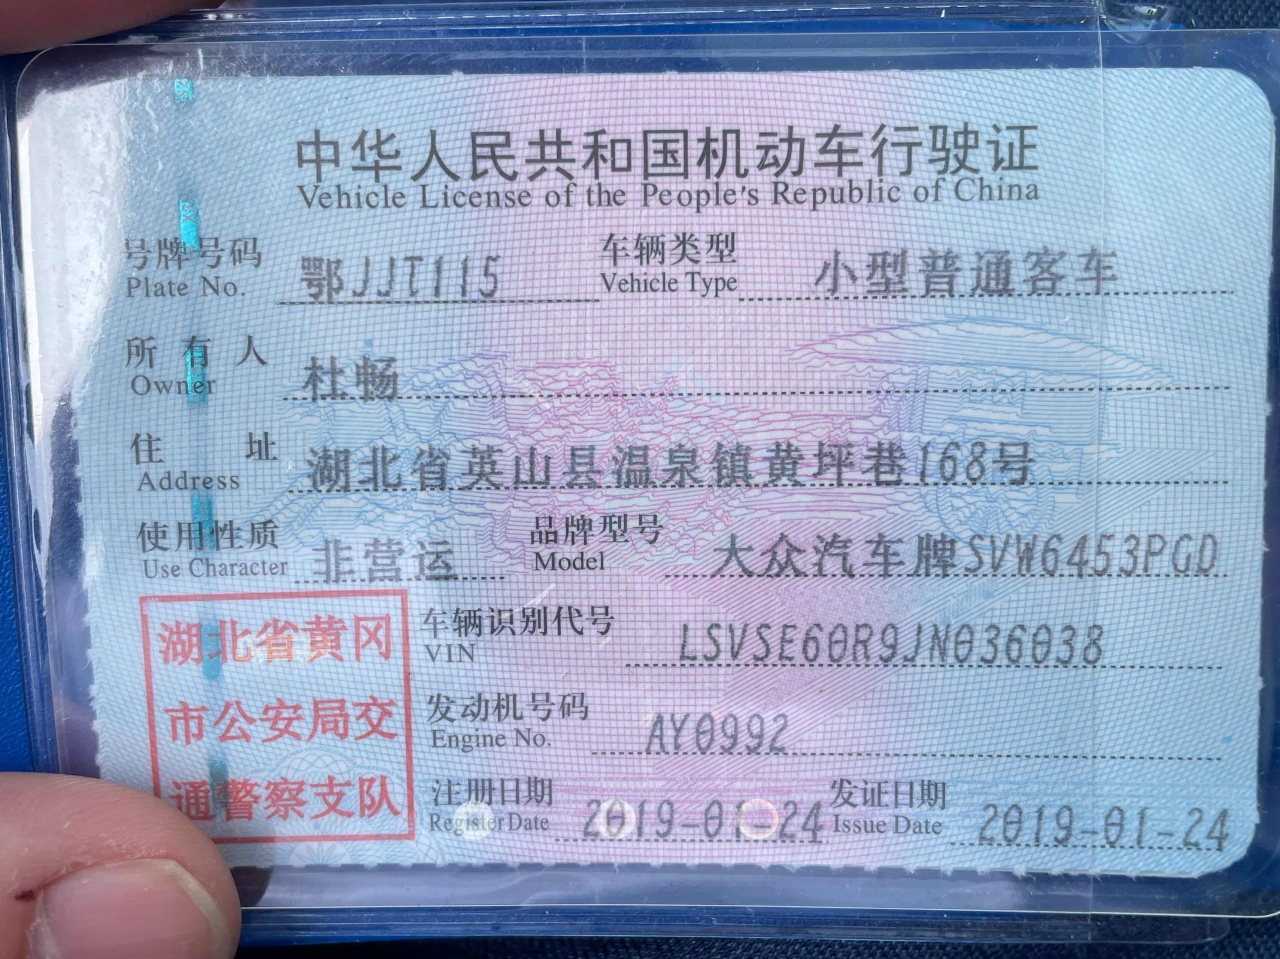 中华人民共和国机动车行驶证
Vehicle License of the People's Republic of China
号牌号码 鄂JJT115 车辆类型 小型普通客车
Plate No. Vehicle Type
所有人 杜畅
Owner
住址 湖北省英山县温泉镇黄坪巷168号
Address
使用性质 非营运 品牌型号 大众汽车牌SVW6453PGD
Use Character Model
湖北省黄冈
市公安局交
通警察支队
车辆识别代号 LSVSE60R9JN036038
VIN
发动机号码 AY0992
Engine No.
注册日期 2019-01-24 发证日期 2019-01-24
Register Date Issue Date